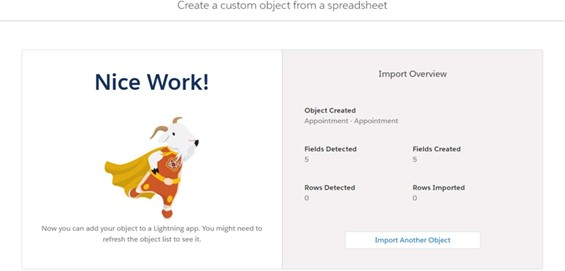 Create a custom object from a spreadsheet
Nice Work!
Now you can add your object to a Lightning app. You might need to
refresh the object list to see it.
Import Overview
Object Created
Appointment - Appointment
Fields Detected
5
Fields Created
5
Rows Detected
0
Rows Imported
0
Import Another Object